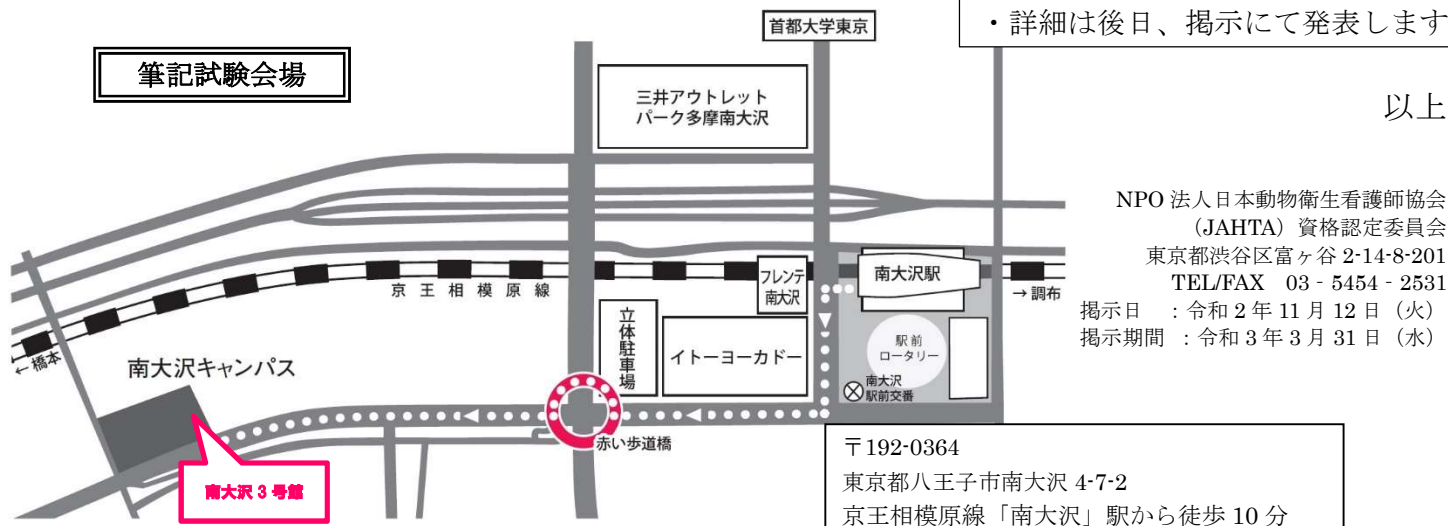 ・詳細は後日、掲示にて発表します
以上
NPO 法人日本動物衛生看護師協会
（JAHTA）資格認定委員会
東京都渋谷区富ヶ谷 2-14-8-201
TEL/FAX　03 - 5454 - 2531
掲示日　：令和 2 年 11 月 12 日（火）
掲示期間　：令和 3 年 3 月 31 日（水）
筆記試験会場
首都大学東京
三井アウトレット
パーク多摩南大沢
京王相模原線
フレンテ
南大沢
南大沢駅
→ 調布
← 橋本
立体駐車場
イトーヨーカドー
駅前
ロータリー
南大沢
駅前交番
南大沢キャンパス
赤い歩道橋
南大沢 3 号館
〒192-0364
東京都八王子市南大沢 4-7-2
京王相模原線「南大沢」駅から徒歩 10 分